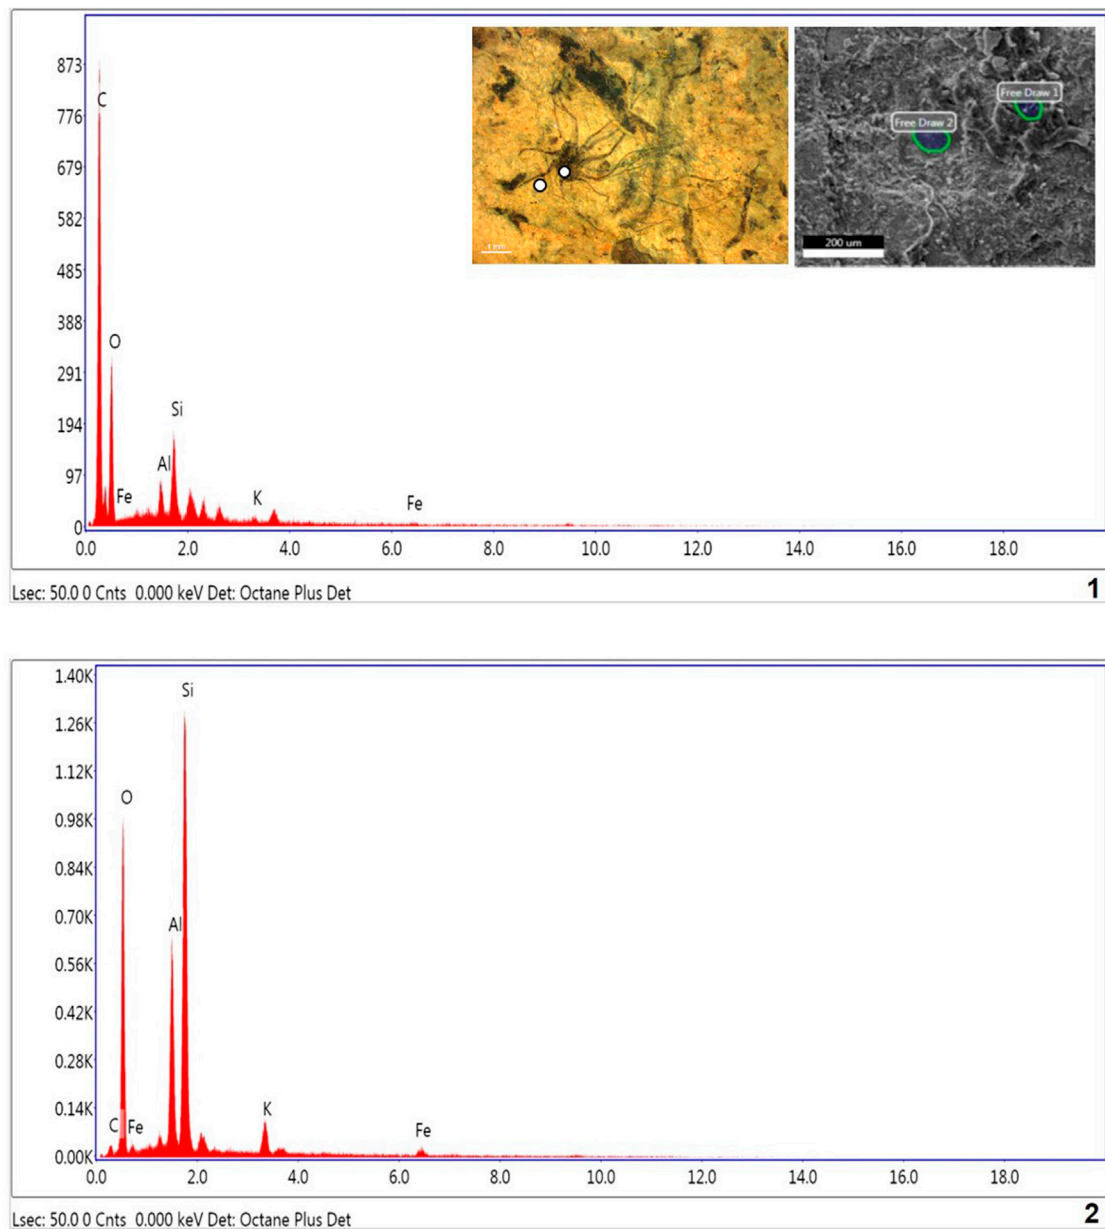 873
C
776
679
582
485
388
O
291
194
Si
97
Al
Fe
K
Fe
0
0.0 2.0 4.0 6.0 8.0 10.0 12.0 14.0 16.0 18.0
1 mm
Free Draw 1
Free Draw 2
200 um
Lsec: 50.0 0 Cnts 0.000 keV Det: Octane Plus Det
1
1.40K
Si
1.26K
1.12K
O
0.98K
0.84K
0.70K
Al
0.56K
0.42K
0.28K
0.14K
C Fe
K
Fe
0.00K
0.0 2.0 4.0 6.0 8.0 10.0 12.0 14.0 16.0 18.0
Lsec: 50.0 0 Cnts 0.000 keV Det: Octane Plus Det
2